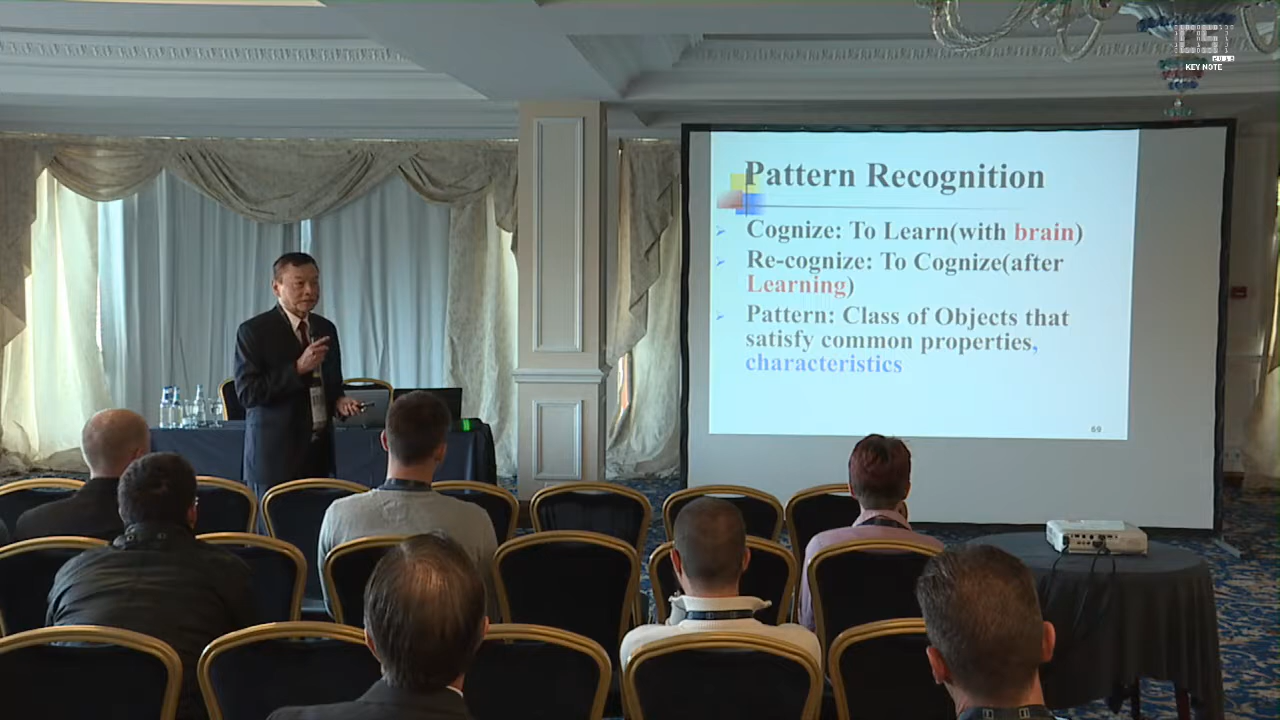 KEY NOTE
Pattern Recognition
Cognize: To Learn(with brain)
Re-cognize: To Cognize(after
Learning)
Pattern: Class of Objects that
satisfy common properties,
characteristics
69